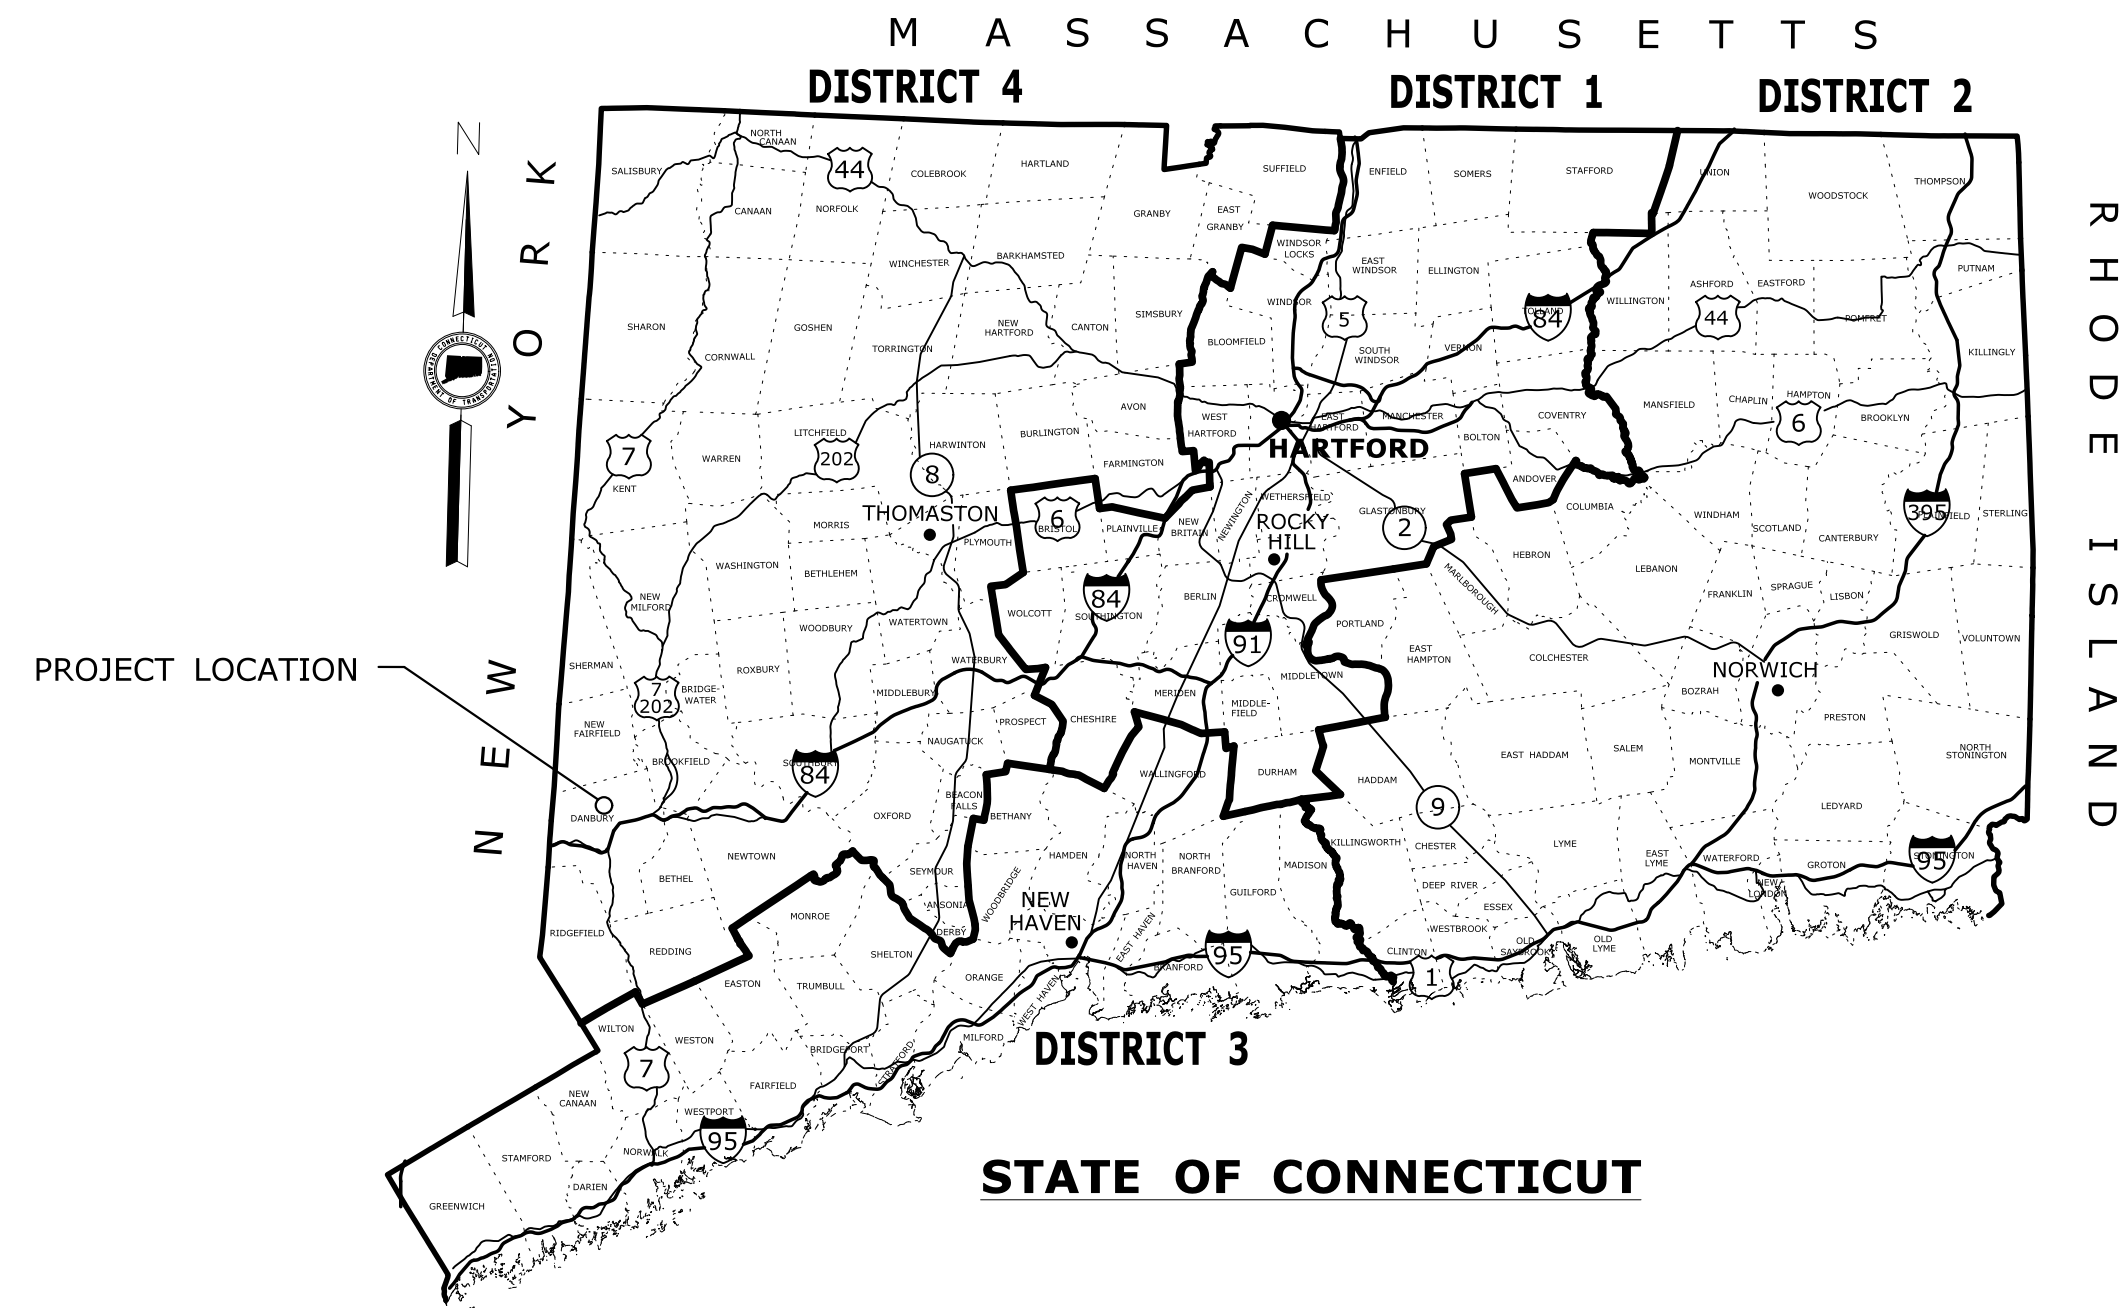 M A S S A C H U S E T T S
DISTRICT 4
DISTRICT 1
DISTRICT 2
N
NEW YORK
RHODE ISLAND
CONNECTICUT
DEPARTMENT OF TRANSPORTATION
NORTH
CANAAN
SALISBURY
44
COLEBROOK
HARTLAND
SUFFIELD
ENFIELD
SOMERS
STAFFORD
UNION
WOODSTOCK
THOMPSON
CANAAN
NORFOLK
GRANBY
EAST
GRANBY
WINDSOR
LOCKS
WINCHESTER
BARKHAMSTED
EAST
WINDSOR
ELLINGTON
PUTNAM
ASHFORD
EASTFORD
WILLINGTON
WINDSOR
5
TOLLAND
84
44
POMFRET
SHARON
GOSHEN
NEW
HARTFORD
CANTON
SIMSBURY
BLOOMFIELD
CORNWALL
TORRINGTON
SOUTH
WINDSOR
VERNON
KILLINGLY
AVON
WEST
HARTFORD
EAST
HARTFORD
MANCHESTER
COVENTRY
MANSFIELD
CHAPLIN
HAMPTON
6
BROOKLYN
LITCHFIELD
202
HARWINTON
BURLINGTON
HARTFORD
BOLTON
7
KENT
WARREN
8
FARMINGTON
ANDOVER
WETHERSFIELD
NEWINGTON
GLASTONBURY
2
COLUMBIA
WINDHAM
SCOTLAND
395
PLAINFIELD
STERLING
THOMASTON
MORRIS
6
BRISTOL
PLAINVILLE
NEW
BRITAIN
ROCKY
HILL
PLYMOUTH
HEBRON
CANTERBURY
WASHINGTON
BETHLEHEM
MARLBOROUGH
LEBANON
SPRAGUE
FRANKLIN
LISBON
NEW
MILFORD
84
SOUTHINGTON
WOLCOTT
BERLIN
CROMWELL
WOODBURY
WATERTOWN
91
PORTLAND
GRISWOLD
VOLUNTOWN
EAST
HAMPTON
COLCHESTER
SHERMAN
PROJECT LOCATION
ROXBURY
WATERBURY
NORWICH
MIDDLETOWN
7
202
BRIDGE-
WATER
MIDDLEBURY
MERIDEN
MIDDLE-
FIELD
BOZRAH
PRESTON
NEW
FAIRFIELD
PROSPECT
CHESHIRE
NAUGATUCK
EAST HADDAM
SALEM
NORTH
STONINGTON
BROOKFIELD
SOUTHBURY
84
WALLINGFORD
DURHAM
HADDAM
MONTVILLE
BEACON
FALLS
BETHANY
9
LEDYARD
DANBURY
OXFORD
NEWTOWN
HAMDEN
NORTH
HAVEN
NORTH
BRANFORD
MADISON
KILLINGWORTH
CHESTER
LYME
EAST
LYME
WATERFORD
GROTON
95
STONINGTON
BETHEL
SEYMOUR
WOODBRIDGE
GUILFORD
DEEP RIVER
NEW
LONDON
ANSONIA
NEW
HAVEN
ESSEX
MONROE
RIDGEFIELD
DERBY
EAST HAVEN
WESTBROOK
REDDING
SHELTON
95
BRANFORD
CLINTON
OLD
SAYBROOK
OLD
LYME
1
EASTON
TRUMBULL
ORANGE
WEST HAVEN
WILTON
WESTON
BRIDGEPORT
STRATFORD
MILFORD
DISTRICT 3
7
NEW
CANAAN
FAIRFIELD
WESTPORT
95
STAMFORD
NORWALK
DARIEN
GREENWICH
STATE OF CONNECTICUT